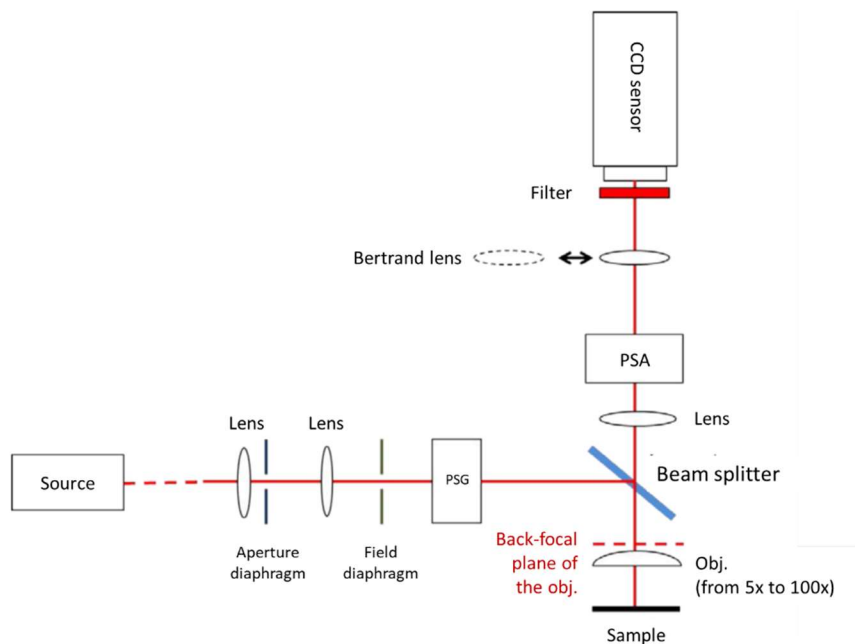 CCD sensor
Filter
Bertrand lens
PSA
Lens
Lens
Lens
Source
PSG
Beam splitter
Aperture
diaphragm
Field
diaphragm
Back-focal
plane of
the obj.
Obj.
(from 5x to 100x)
Sample